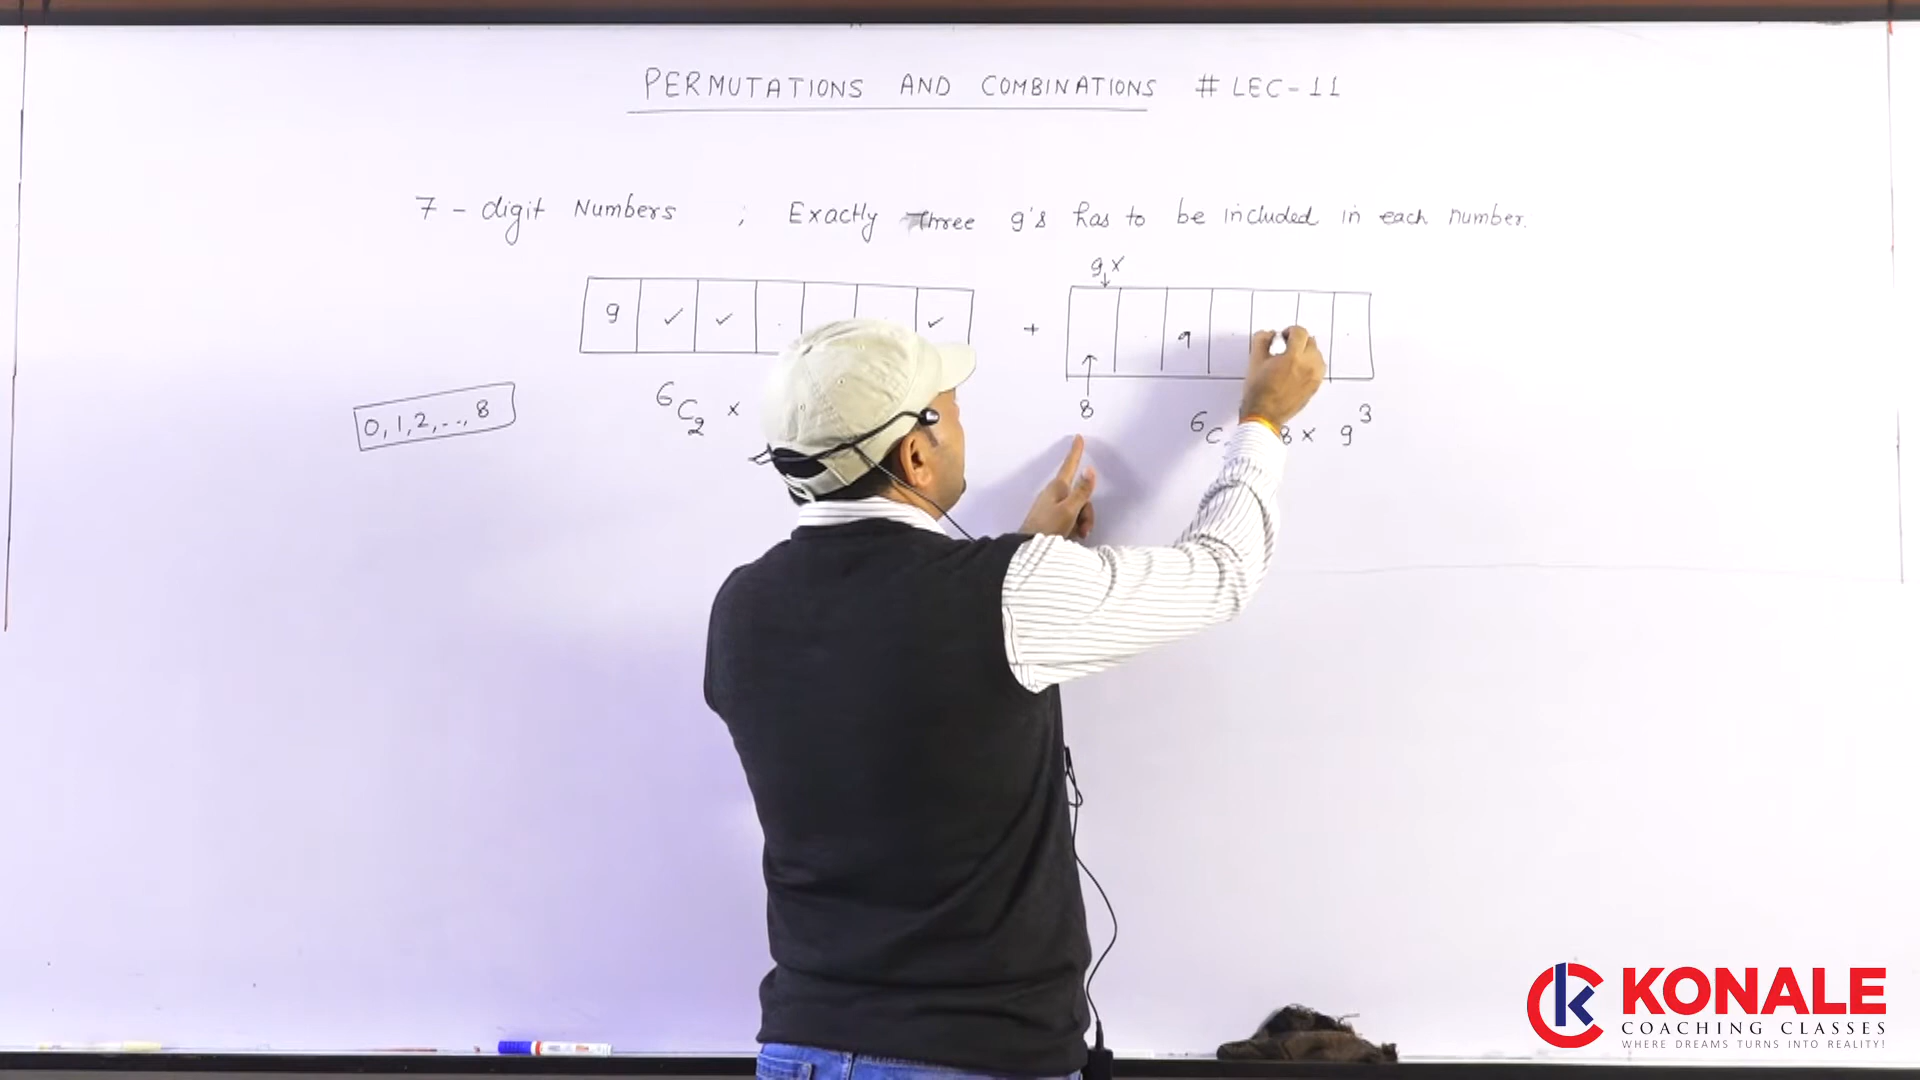 PERMUTATIONS AND COMBINATIONS # LEC-11
7 - digit Numbers ; Exactly Three 9's has to be included in each number.
9 ✓ ✓ ✓ +
9 x
9
8
0, 1, 2, ..., 8
6C2 ×
6C 8 × 9^3
KONALE
COACHING CLASSES
WHERE DREAMS TURNS INTO REALITY!